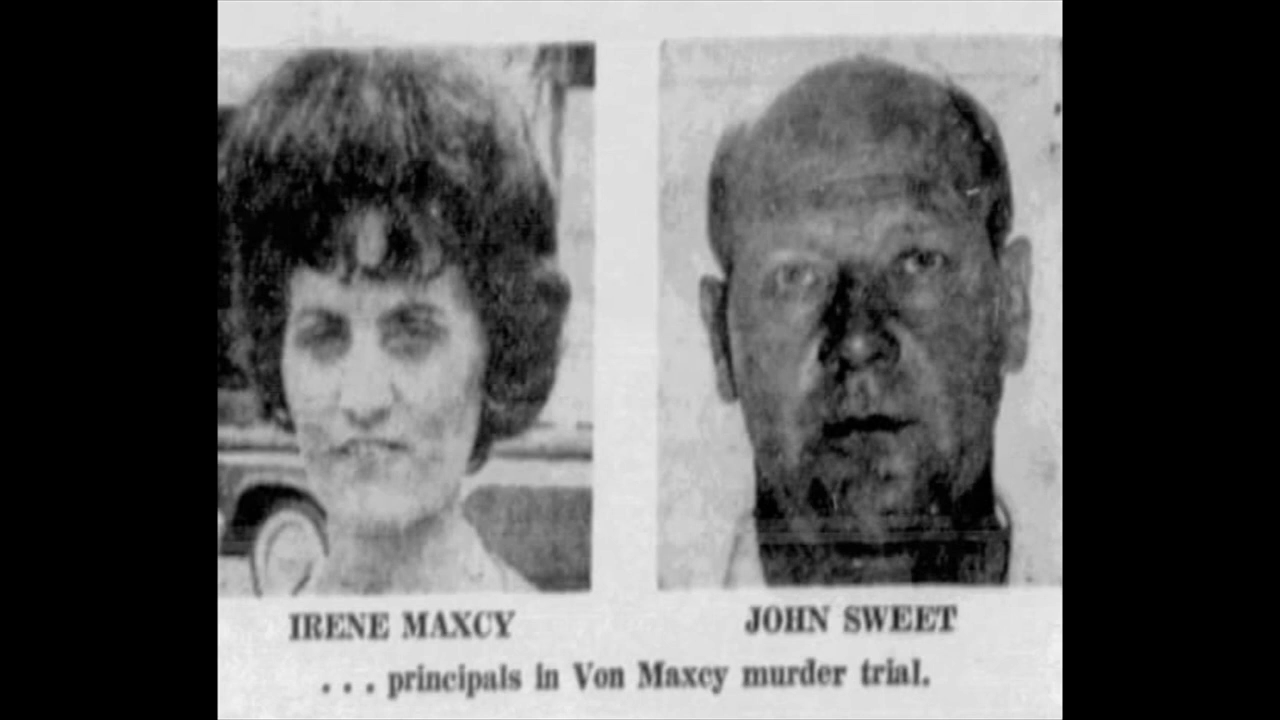 IRENE MAXCY
JOHN SWEET
. . . principals in Von Maxcy murder trial.